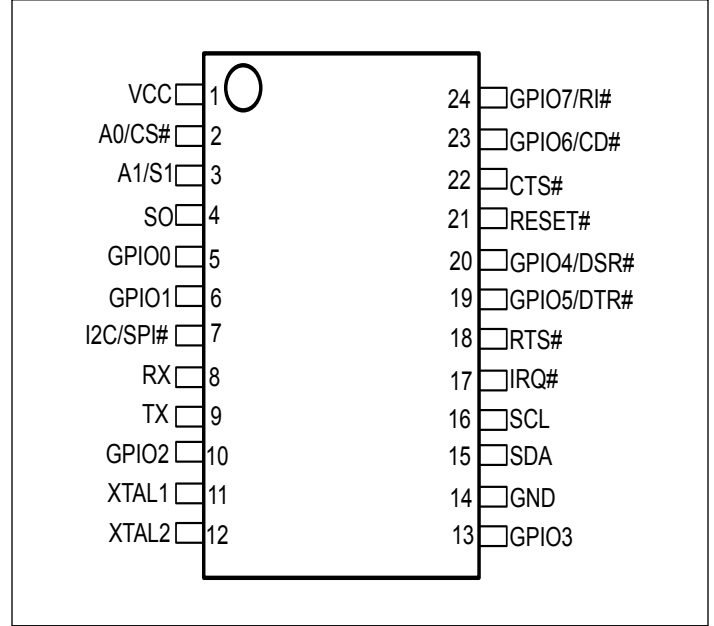 VCC 1 24 GPIO7/RI#
A0/CS# 2 23 GPIO6/CD#
A1/S1 3 22 CTS#
SO 4 21 RESET#
GPIO0 5 20 GPIO4/DSR#
GPIO1 6 19 GPIO5/DTR#
I2C/SPI# 7 18 RTS#
RX 8 17 IRQ#
TX 9 16 SCL
GPIO2 10 15 SDA
XTAL1 11 14 GND
XTAL2 12 13 GPIO3